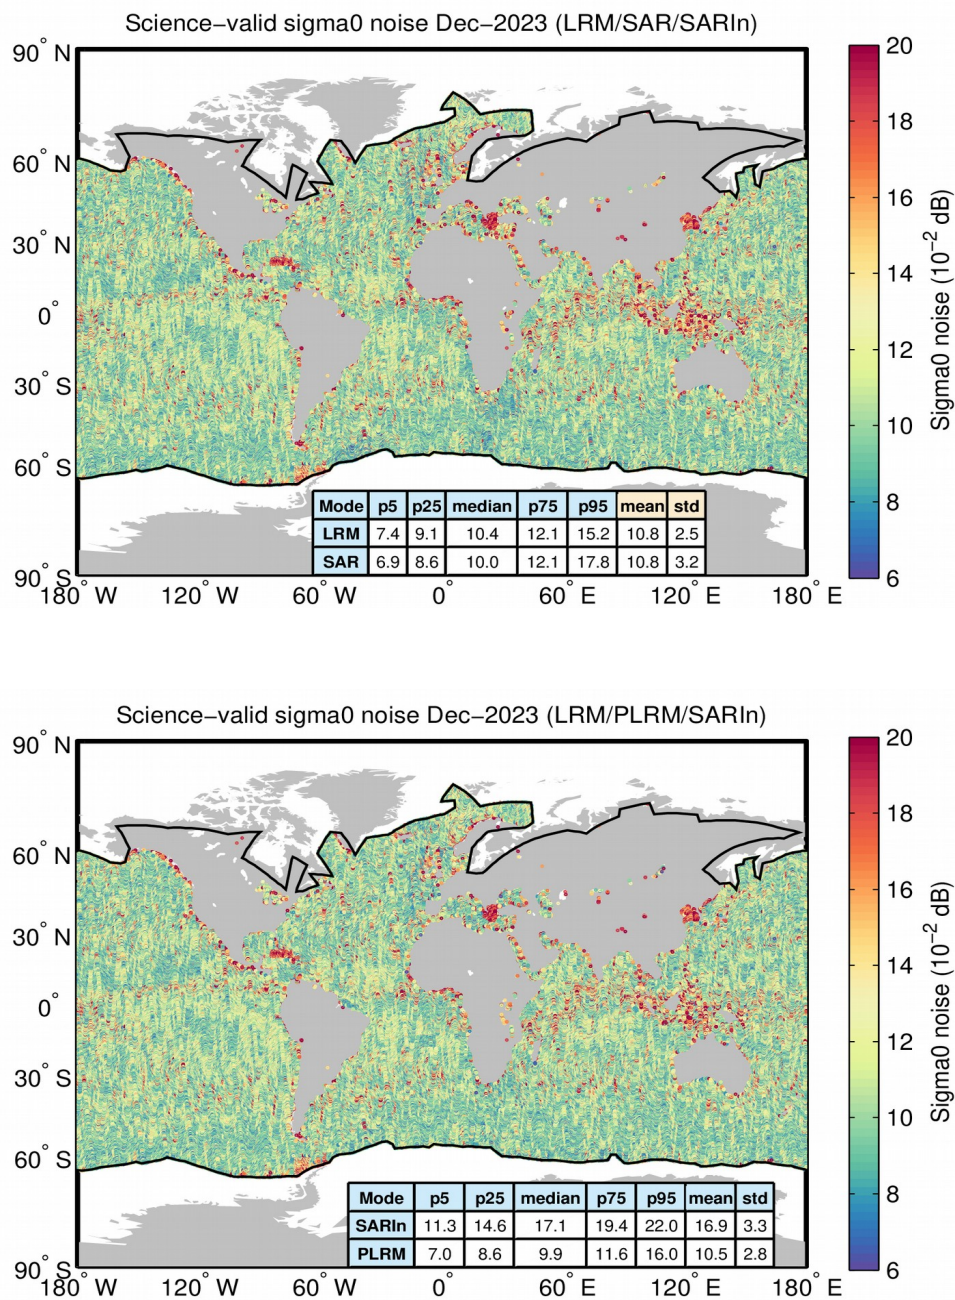 Science−valid sigma0 noise Dec−2023 (LRM/SAR/SARIn)
90° N
60° N
30° N
0°
30° S
60° S
90° S
180° W 120° W 60° W 0° 60° E 120° E 180° E
Mode p5 p25 median p75 p95 mean std
LRM 7.4 9.1 10.4 12.1 15.2 10.8 2.5
SAR 6.9 8.6 10.0 12.1 17.8 10.8 3.2
20
18
16
14
12
10
8
6
Sigma0 noise (10−2 dB)
Science−valid sigma0 noise Dec−2023 (LRM/PLRM/SARIn)
90° N
60° N
30° N
0°
30° S
60° S
90° S
180° W 120° W 60° W 0° 60° E 120° E 180° E
Mode p5 p25 median p75 p95 mean std
SARIn 11.3 14.6 17.1 19.4 22.0 16.9 3.3
PLRM 7.0 8.6 9.9 11.6 16.0 10.5 2.8
20
18
16
14
12
10
8
6
Sigma0 noise (10−2 dB)